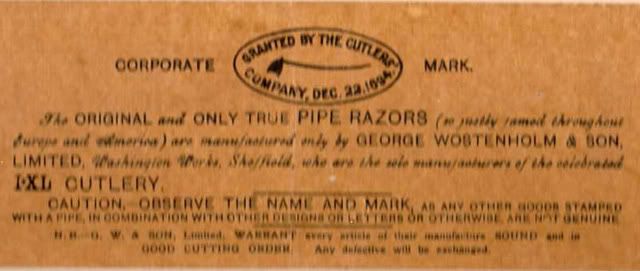 CORPORATE GRANTED BY THE CUTLERS' COMPANY, DEC. 22, 1694. MARK.
The ORIGINAL and ONLY TRUE PIPE RAZORS (so justly famed throughout
Europe and America) are manufactured only by GEORGE WOSTENHOLM & SON,
LIMITED, Washington Works, Sheffield, who are the sole manufacturers of the celebrated
I·XL CUTLERY.
CAUTION.—OBSERVE THE NAME AND MARK, AS ANY OTHER GOODS STAMPED
WITH A PIPE, IN COMBINATION WITH OTHER DESIGNS OR LETTERS OR OTHERWISE, ARE NOT GENUINE
N.B.—G. W. & SON, Limited, WARRANT every article of their manufacture SOUND and in
GOOD CUTTING ORDER. Any defective will be exchanged.